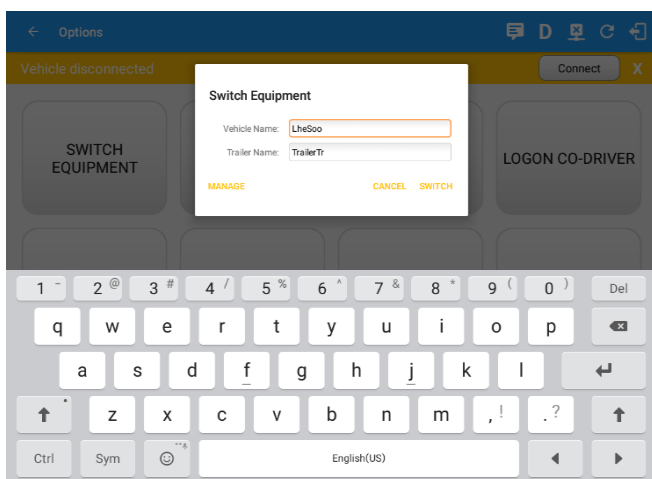 Options
D
Vehicle disconnected
Connect
X
Switch Equipment
Vehicle Name: LheSoo
Trailer Name: TrailerTr
MANAGE CANCEL SWITCH
SWITCH
EQUIPMENT
LOGON CO-DRIVER
1 - 2 @ 3 # 4 / 5 % 6 ^ 7 & 8 * 9 ( 0 ) Del
q w e r t y u i o p
a s d f g h j k l
z x c v b n m , ! . ?
Ctrl Sym English(US)